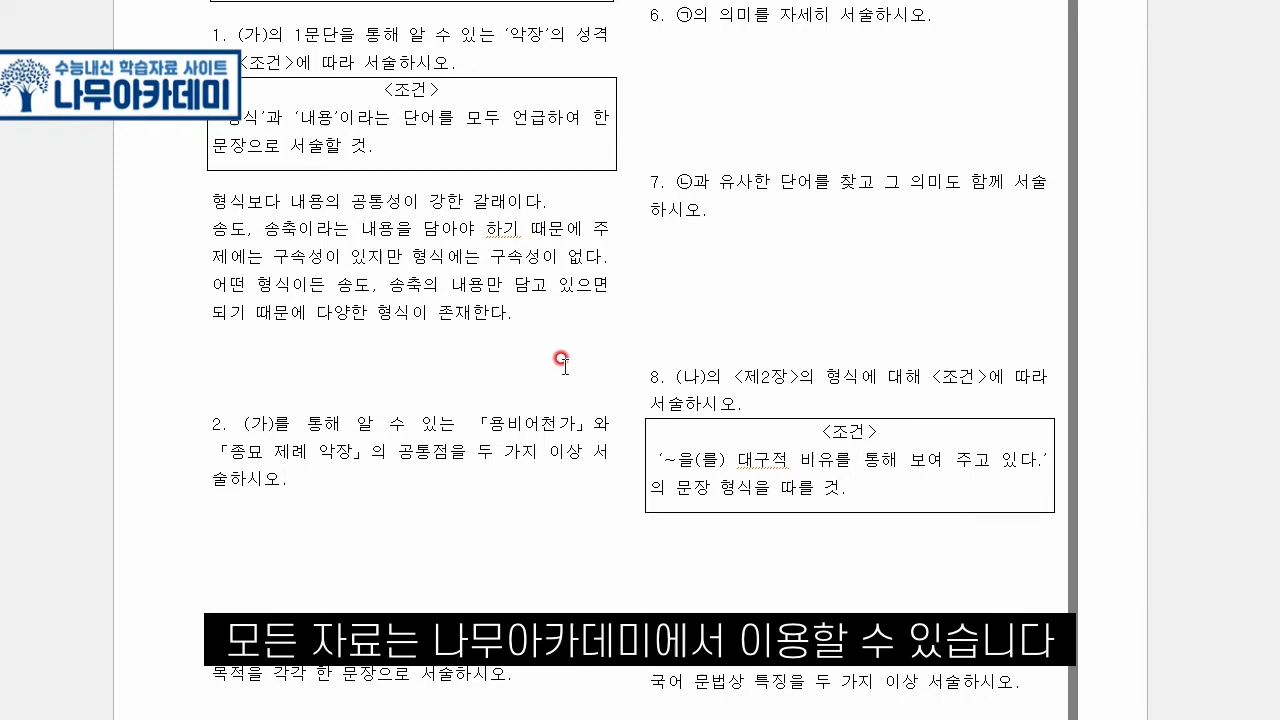 1. (가)의 1문단을 통해 알 수 있는 ‘악장’의 성격
<조건>에 따라 서술하시오.
수능내신 학습자료 사이트
나무아카데미
<조건>
‘내용’이라는 단어를 모두 언급하여 한
문장으로 서술할 것.
형식보다 내용의 공통성이 강한 갈래이다.
송도, 송축이라는 내용을 담아야 하기 때문에 주
제에는 구속성이 있지만 형식에는 구속성이 없다.
어떤 형식이든 송도, 송축의 내용만 담고 있으면
되기 때문에 다양한 형식이 존재한다.
2. (가)를 통해 알 수 있는 「용비어천가」와
「종묘 제례 악장」의 공통점을 두 가지 이상 서
술하시오.
목적을 각각 한 문장으로 서술하시오.
6. ㉠의 의미를 자세히 서술하시오.
7. ㉡과 유사한 단어를 찾고 그 의미도 함께 서술
하시오.
8. (나)의 <제2장>의 형식에 대해 <조건>에 따라
서술하시오.
<조건>
‘~을(를) 대구적 비유를 통해 보여 주고 있다.’
의 문장 형식을 따를 것.
국어 문법상 특징을 두 가지 이상 서술하시오.
모든 자료는 나무아카데미에서 이용할 수 있습니다